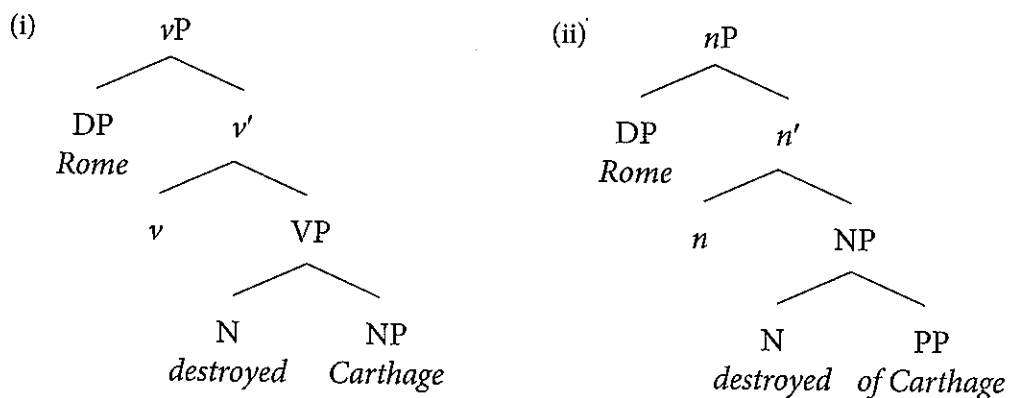 (i) vP (ii) nP
DP v′ DP n′
Rome Rome
v VP n NP
N NP N PP
destroyed Carthage destroyed of Carthage